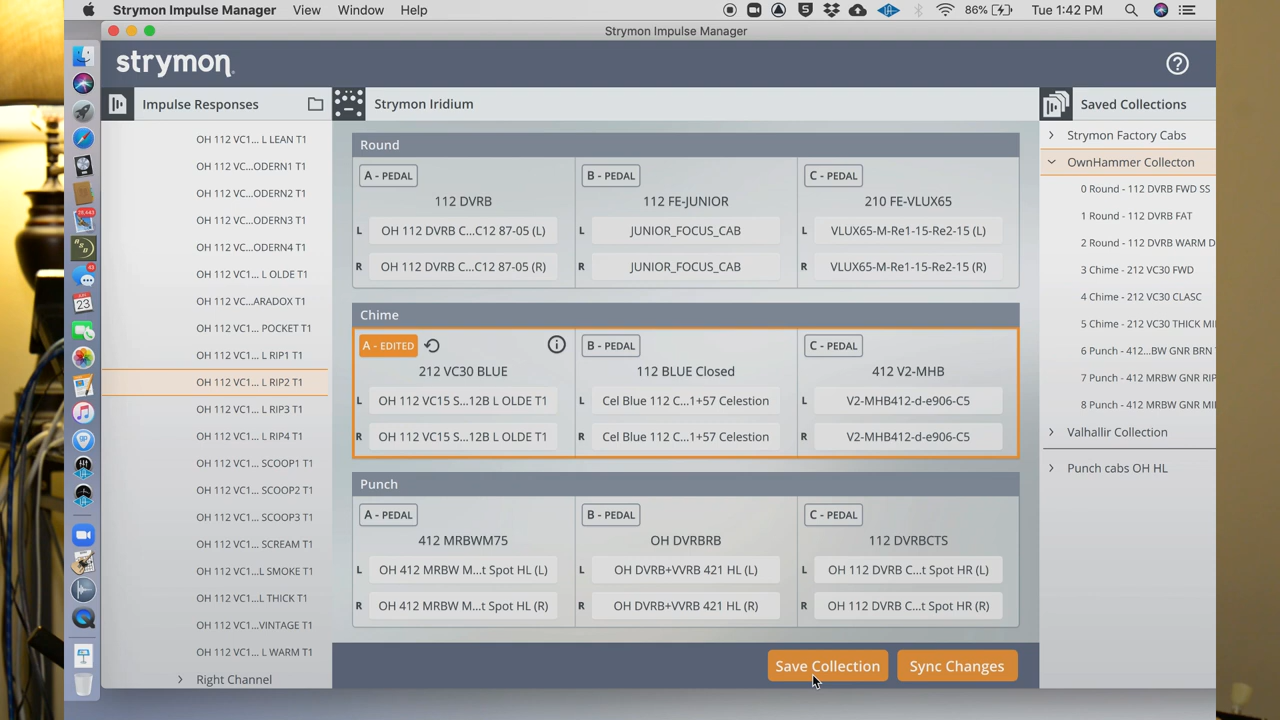 Strymon Impulse Manager View Window Help
86% Tue 1:42 PM
Strymon Impulse Manager
strymon
Impulse Responses
Strymon Iridium
Saved Collections
OH 112 VC1... L LEAN T1
OH 112 VC...ODERN1 T1
OH 112 VC...ODERN2 T1
OH 112 VC...ODERN3 T1
OH 112 VC...ODERN4 T1
OH 112 VC1... L OLDE T1
OH 112 VC...ARADOX T1
OH 112 VC1... POCKET T1
OH 112 VC1... L RIP1 T1
OH 112 VC1... L RIP2 T1
OH 112 VC1... L RIP3 T1
OH 112 VC1... L RIP4 T1
OH 112 VC1... SCOOP1 T1
OH 112 VC1... SCOOP2 T1
OH 112 VC1... SCOOP3 T1
OH 112 VC1... SCREAM T1
OH 112 VC1...L SMOKE T1
OH 112 VC1... L THICK T1
OH 112 VC1...VINTAGE T1
OH 112 VC1... L WARM T1
Right Channel
Round
A - PEDAL
112 DVRB
L OH 112 DVRB C...C12 87-05 (L)
R OH 112 DVRB C...C12 87-05 (R)
B - PEDAL
112 FE-JUNIOR
L JUNIOR_FOCUS_CAB
R JUNIOR_FOCUS_CAB
C - PEDAL
210 FE-VLUX65
L VLUX65-M-Re1-15-Re2-15 (L)
R VLUX65-M-Re1-15-Re2-15 (R)
Chime
A - EDITED
212 VC30 BLUE
L OH 112 VC15 S...12B L OLDE T1
R OH 112 VC15 S...12B L OLDE T1
B - PEDAL
112 BLUE Closed
L Cel Blue 112 C...1+57 Celestion
R Cel Blue 112 C...1+57 Celestion
C - PEDAL
412 V2-MHB
L V2-MHB412-d-e906-C5
R V2-MHB412-d-e906-C5
Punch
A - PEDAL
412 MRBWM75
L OH 412 MRBW M...t Spot HL (L)
R OH 412 MRBW M...t Spot HL (R)
B - PEDAL
OH DVRBRB
L OH DVRB+VVRB 421 HL (L)
R OH DVRB+VVRB 421 HL (R)
C - PEDAL
112 DVRBCTS
L OH 112 DVRB C...t Spot HR (L)
R OH 112 DVRB C...t Spot HR (R)
Save Collection
Sync Changes
Strymon Factory Cabs
OwnHammer Collecton
0 Round - 112 DVRB FWD SS
1 Round - 112 DVRB FAT
2 Round - 112 DVRB WARM D
3 Chime - 212 VC30 FWD
4 Chime - 212 VC30 CLASC
5 Chime - 212 VC30 THICK MI
6 Punch - 412...BW GNR BRN
7 Punch - 412 MRBW GNR RIP
8 Punch - 412 MRBW GNR MI
Valhallir Collection
Punch cabs OH HL